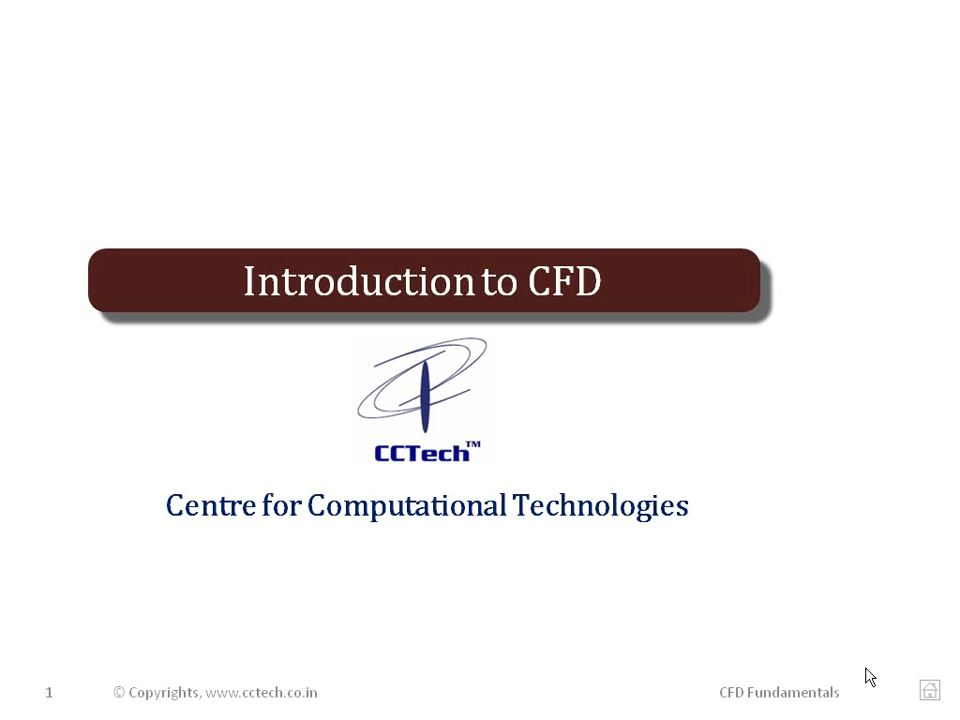 Introduction to CFD
CCTech™
Centre for Computational Technologies
1 © Copyrights, www.cctech.co.in CFD Fundamentals